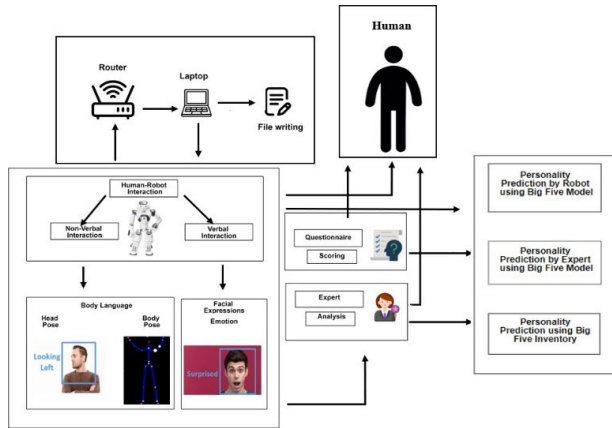 Human
Router
Laptop
File writing
Human-Robot
Interaction
Non-Verbal
Interaction
Verbal
Interaction
Body Language
Head
Pose
Body
Pose
Looking
Left
Facial
Expressions
Emotion
Surprised
Questionnaire
Scoring
Expert
Analysis
Personality
Prediction by Robot
using Big Five Model
Personality
Prediction by Expert
using Big Five Model
Personality
Prediction using Big
Five Inventory